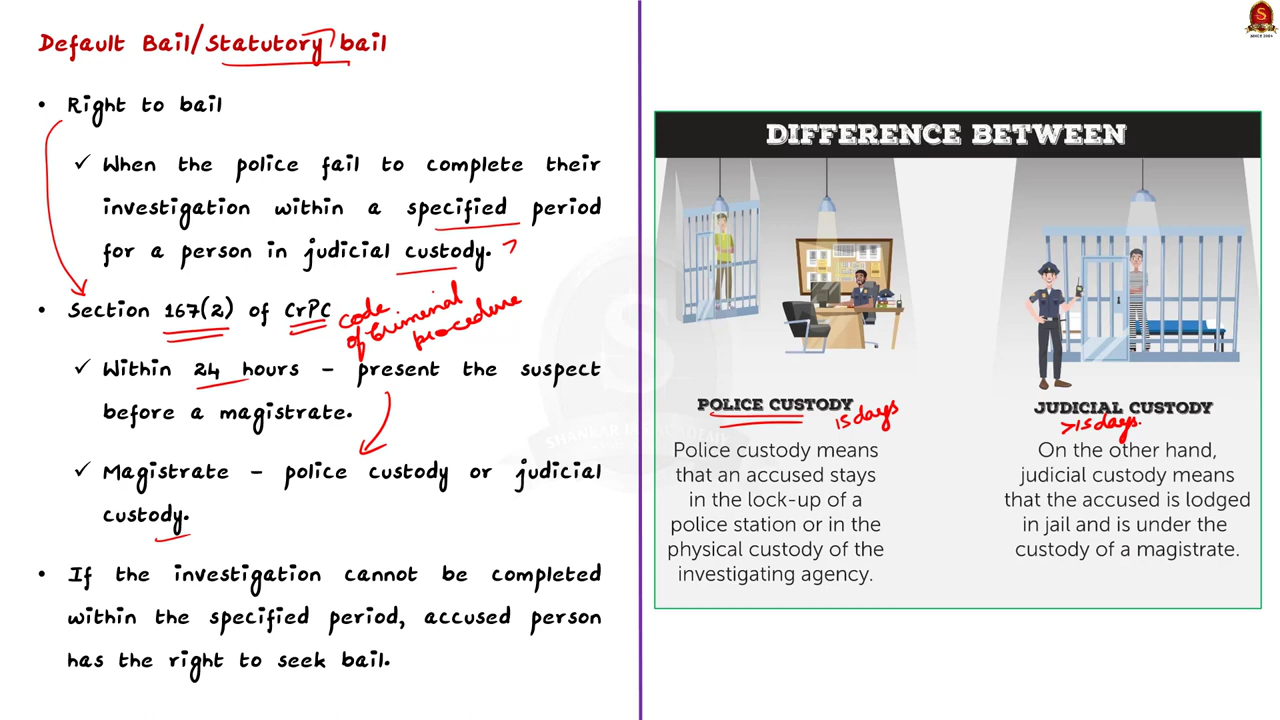 Default Bail/Statutory bail
• Right to bail
✓ When the police fail to complete their
investigation within a specified period
for a person in judicial custody.
• Section 167(2) of CrPC
code
of Criminal
procedure
✓ Within 24 hours – present the suspect
before a magistrate.
✓ Magistrate – police custody or judicial
custody.
• If the investigation cannot be completed
within the specified period, accused person
has the right to seek bail.
SINCE 2004
DIFFERENCE BETWEEN
POLICE CUSTODY
15 days
Police custody means
that an accused stays
in the lock-up of a
police station or in the
physical custody of the
investigating agency.
JUDICIAL CUSTODY
>15 days.
On the other hand,
judicial custody means
that the accused is lodged
in jail and is under the
custody of a magistrate.